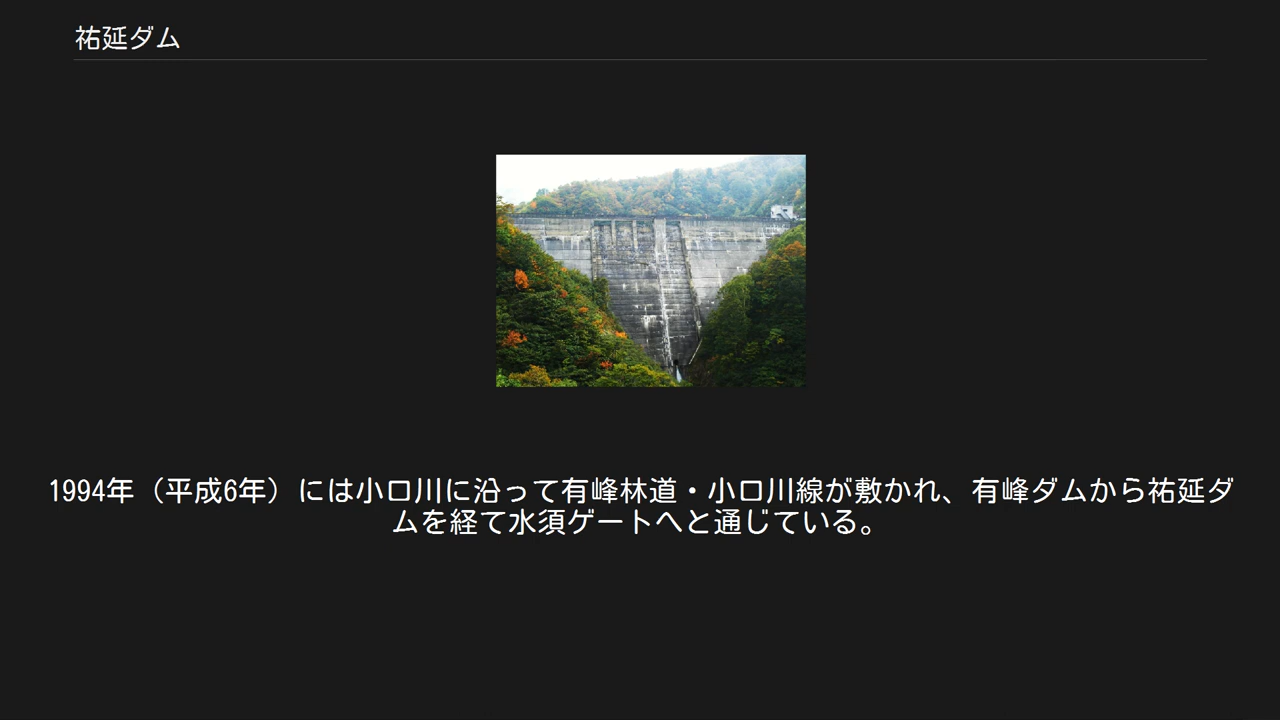 祐延ダム
1994年（平成6年）には小口川に沿って有峰林道・小口川線が敷かれ、有峰ダムから祐延ダ
ムを経て水須ゲートへと通じている。